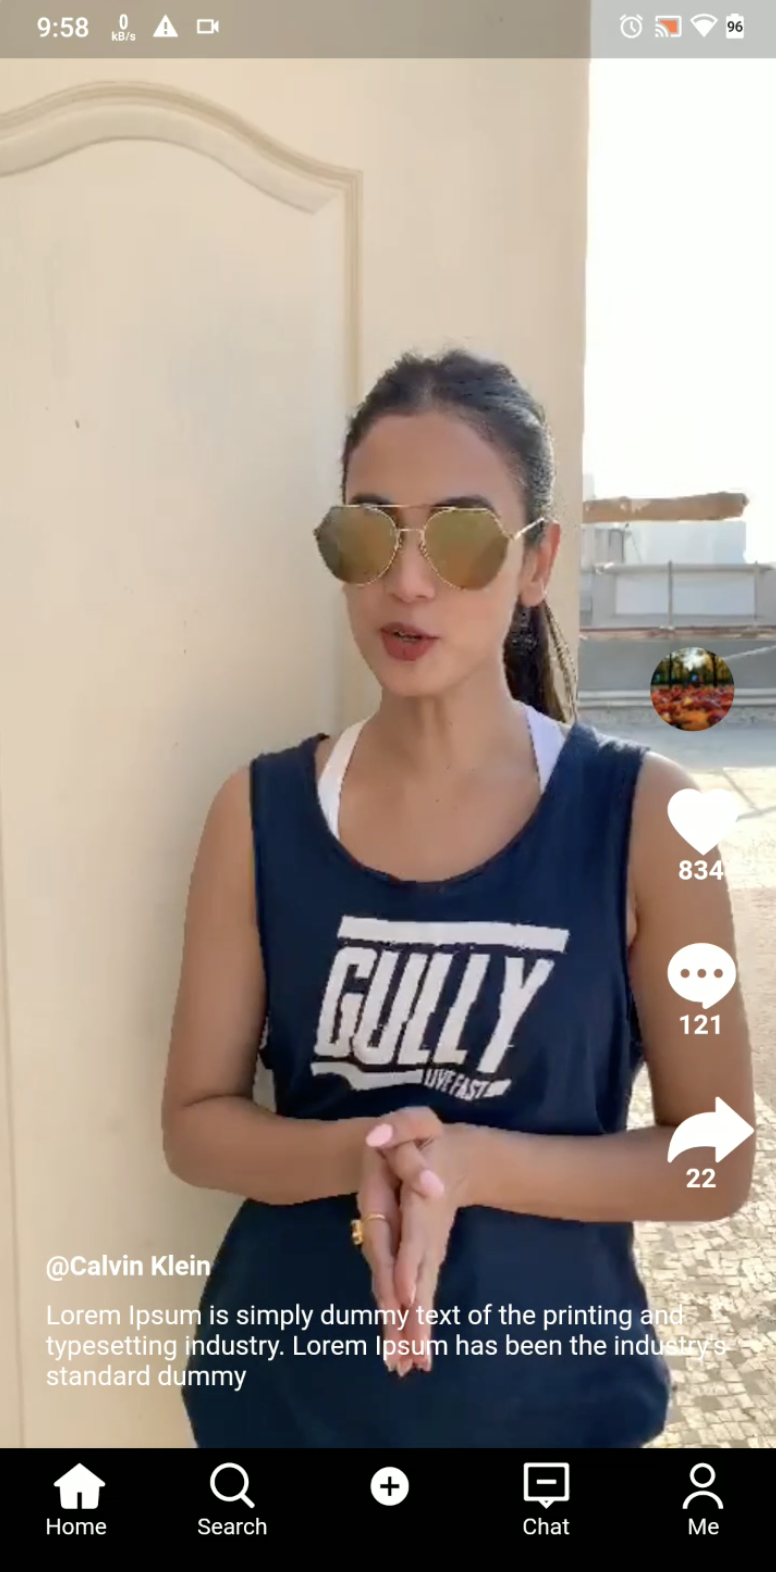 9:58
0
kB/s
96
GULLY
LIVE FAST
834
121
22
@Calvin Klein
Lorem Ipsum is simply dummy text of the printing and
typesetting industry. Lorem Ipsum has been the industry's
standard dummy
Home
Search
Chat
Me